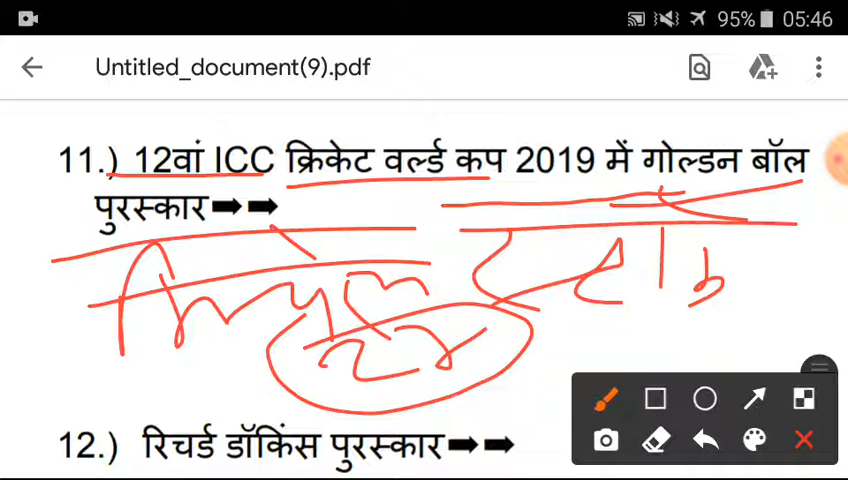 95% 05:46
Untitled_document(9).pdf
11.) 12वां ICC क्रिकेट वर्ल्ड कप 2019 में गोल्डन बॉल
पुरस्कार➡➡
12.) रिचर्ड डॉकिंस पुरस्कार➡➡